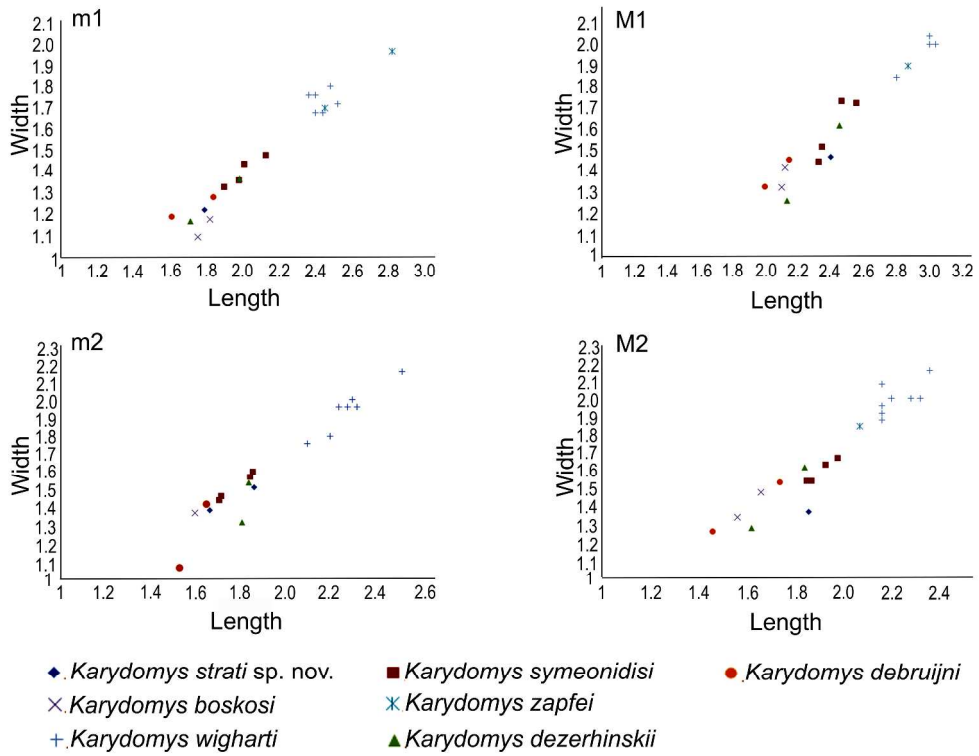 m1
2.1
2.0
1.9
1.8
1.7
1.6
1.5
1.4
1.3
1.2
1.1
1
Width
1 1.2 1.4 1.6 1.8 2.0 2.2 2.4 2.6 2.8 3.0
Length
M1
2.1
2.0
1.9
1.8
1.7
1.6
1.5
1.4
1.3
1.2
1.1
1
Width
1 1.2 1.4 1.6 1.8 2.0 2.2 2.4 2.6 2.8 3.0 3.2
Length
m2
2.3
2.2
2.1
2.0
1.9
1.8
1.7
1.6
1.5
1.4
1.3
1.2
1.1
1
Width
1 1.2 1.4 1.6 1.8 2.0 2.2 2.4 2.6
Length
M2
2.3
2.2
2.1
2.0
1.9
1.8
1.7
1.6
1.5
1.4
1.3
1.2
1.1
1
Width
1 1.2 1.4 1.6 1.8 2.0 2.2 2.4
Length
Karydomys strati sp. nov.
Karydomys symeonidisi
Karydomys debruijni
Karydomys boskosi
Karydomys zapfei
Karydomys wigharti
Karydomys dezerhinskii